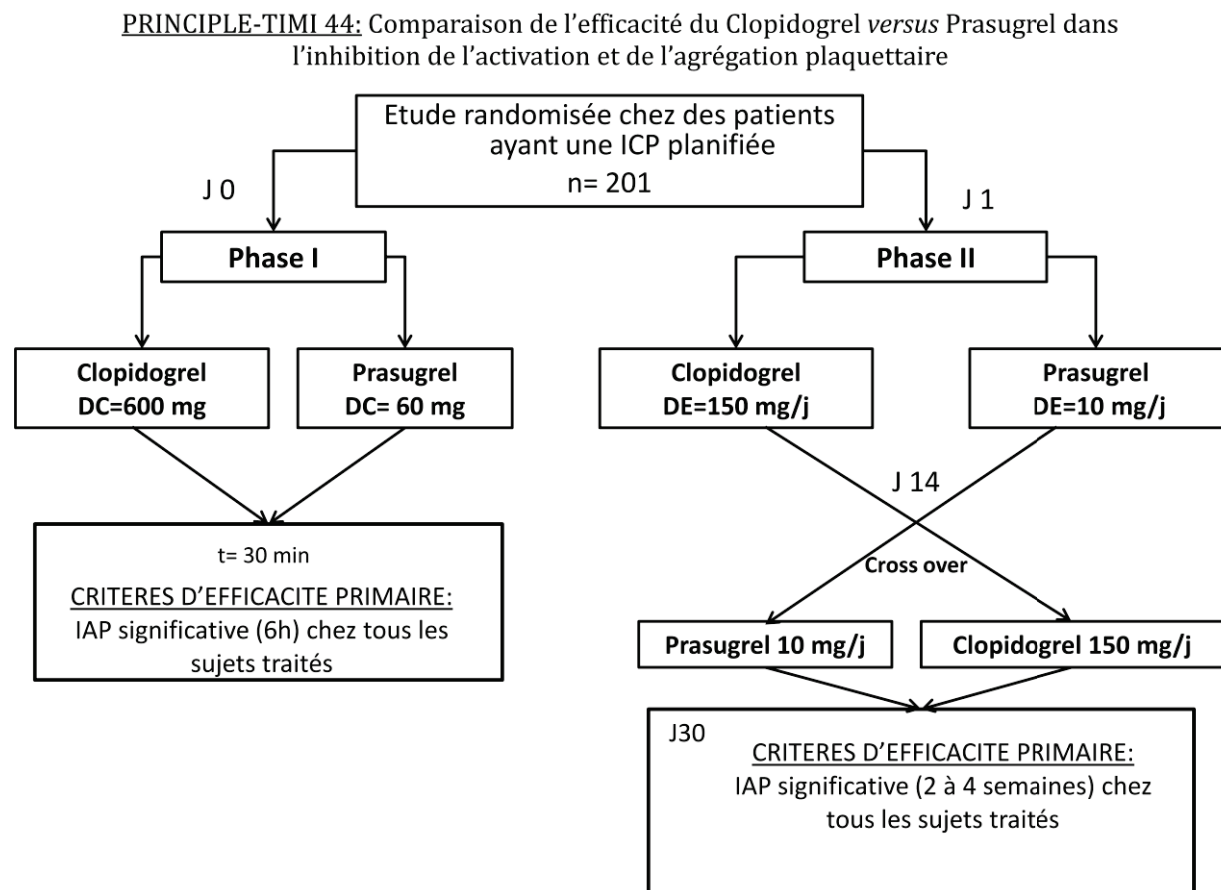 PRINCIPLE-TIMI 44: Comparaison de l’efficacité du Clopidogrel versus Prasugrel dans
l’inhibition de l’activation et de l’agrégation plaquettaire
Etude randomisée chez des patients
ayant une ICP planifiée
n= 201
J 0
J 1
Phase I
Phase II
Clopidogrel
DC=600 mg
Prasugrel
DC= 60 mg
Clopidogrel
DE=150 mg/j
Prasugrel
DE=10 mg/j
J 14
Cross over
t= 30 min
CRITERES D’EFFICACITE PRIMAIRE:
IAP significative (6h) chez tous les
sujets traités
Prasugrel 10 mg/j
Clopidogrel 150 mg/j
J30
CRITERES D’EFFICACITE PRIMAIRE:
IAP significative (2 à 4 semaines) chez
tous les sujets traités